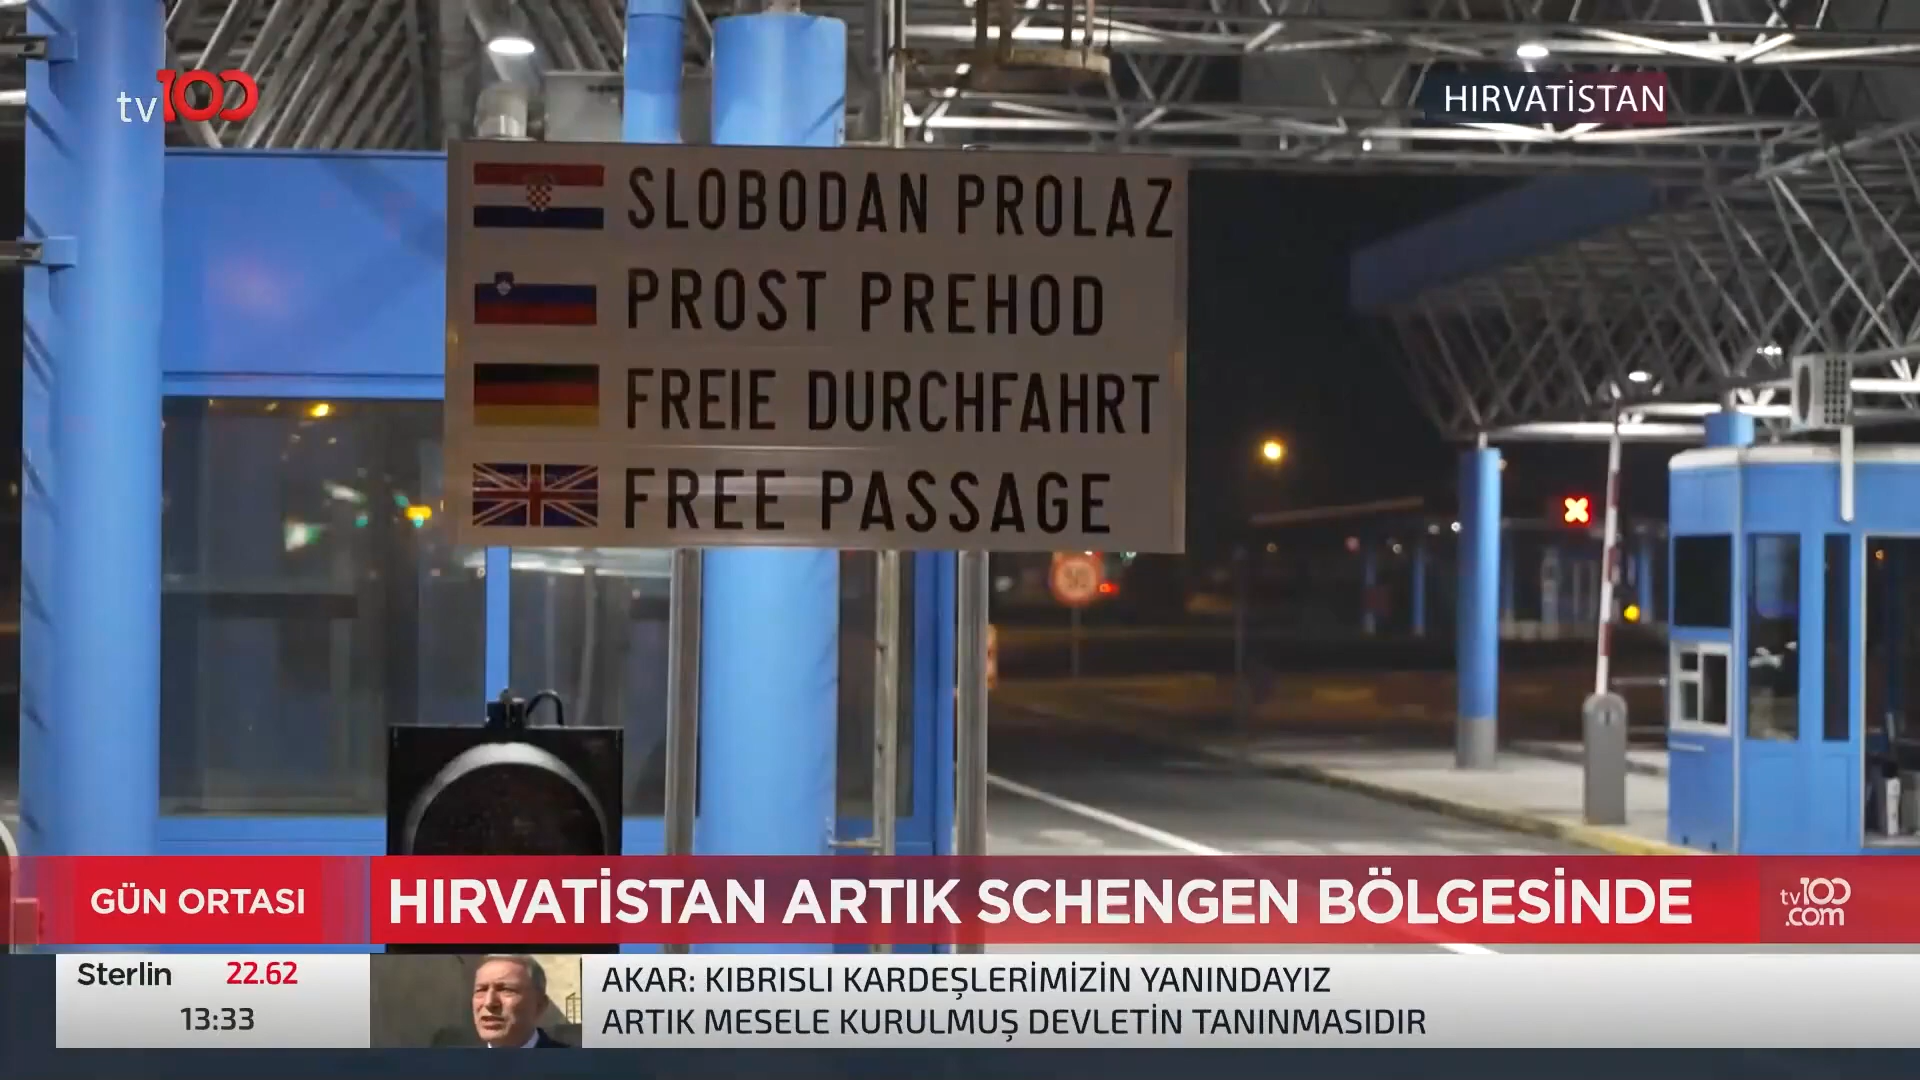 tv100
HIRVATİSTAN
SLOBODAN PROLAZ
PROST PREHOD
FREIE DURCHFAHRT
FREE PASSAGE
50
GÜN ORTASI
HIRVATİSTAN ARTIK SCHENGEN BÖLGESİNDE
tv100
.com
Sterlin 22.62
13:33
AKAR: KIBRISLI KARDEŞLERİMİZİN YANINDAYIZ
ARTIK MESELE KURULMUŞ DEVLETİN TANINMASIDIR